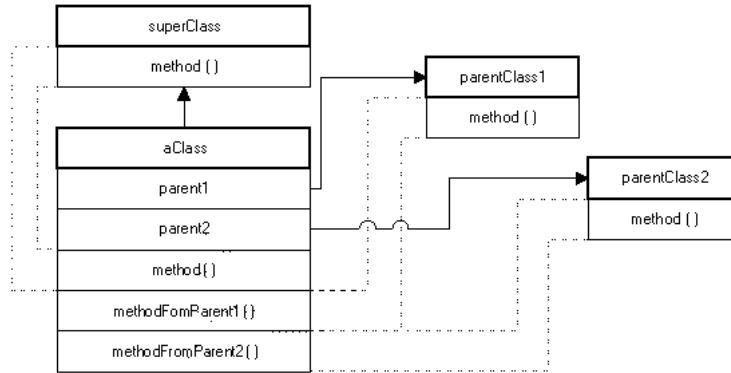 superClass
method ( )
parentClass1
method ( )
aClass
parent1
parentClass2
parent2
method ( )
method{ )
methodFomParent1 {}
methodFromParent2 ( )